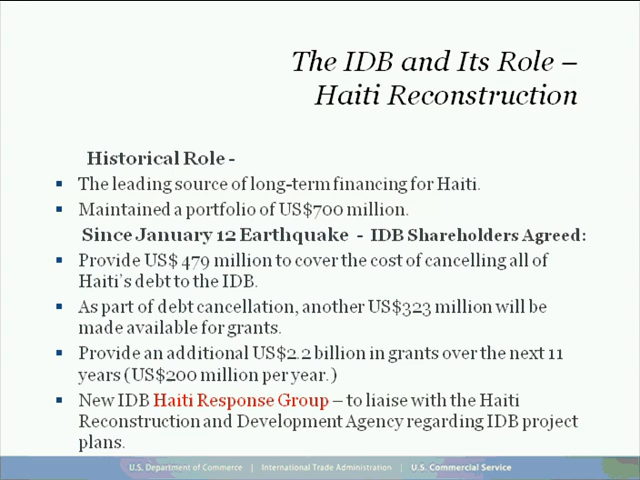 The IDB and Its Role –
Haiti Reconstruction
Historical Role -
▪ The leading source of long-term financing for Haiti.
▪ Maintained a portfolio of US$700 million.
Since January 12 Earthquake - IDB Shareholders Agreed:
▪ Provide US$ 479 million to cover the cost of cancelling all of
Haiti's debt to the IDB.
▪ As part of debt cancellation, another US$323 million will be
made available for grants.
▪ Provide an additional US$2.2 billion in grants over the next 11
years (US$200 million per year.)
▪ New IDB Haiti Response Group – to liaise with the Haiti
Reconstruction and Development Agency regarding IDB project
plans.
U.S. Department of Commerce | International Trade Administration | U.S. Commercial Service